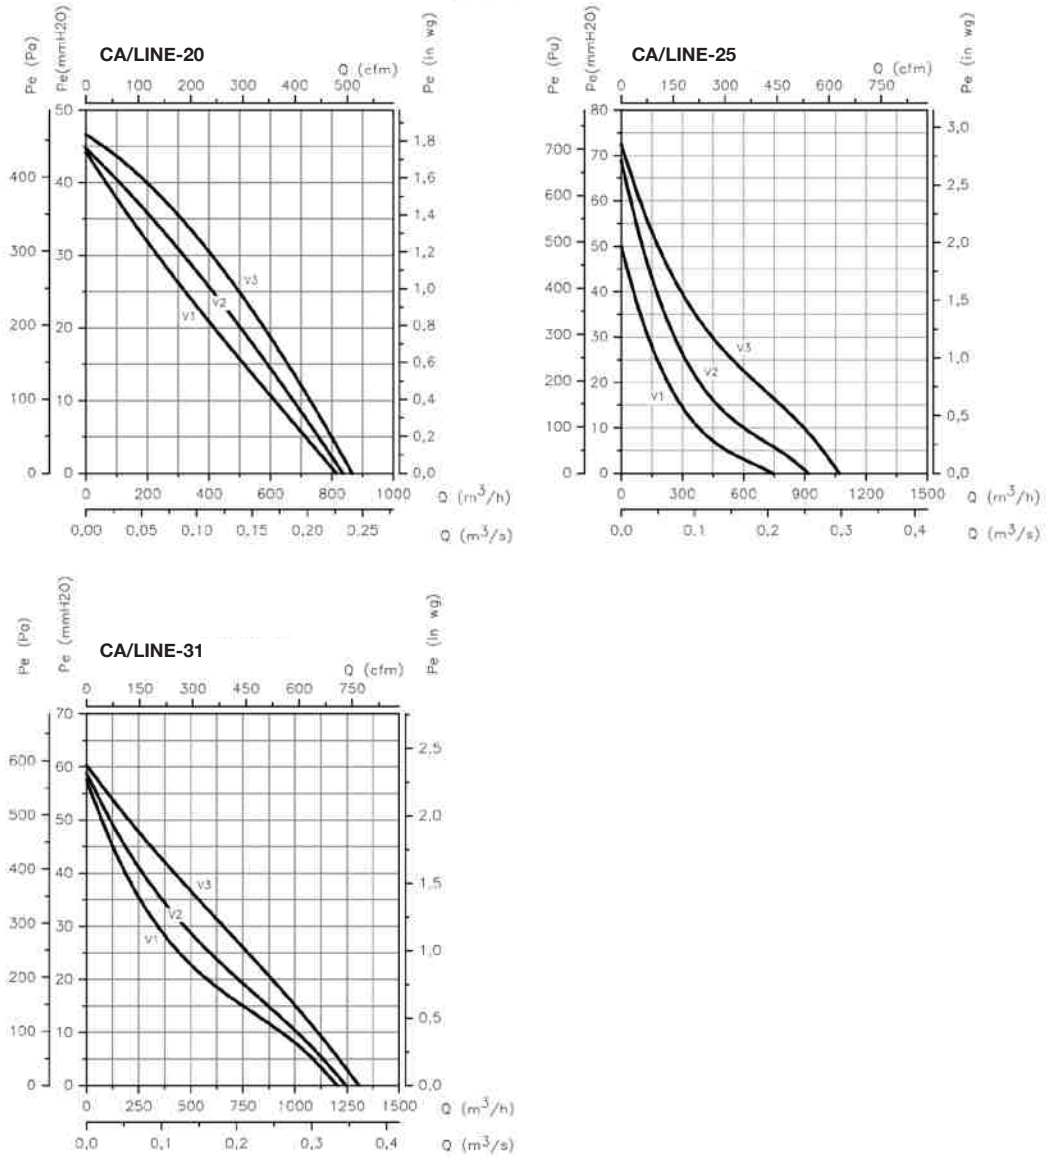 CA/LINE-20
Pe (Pa)
Pe(mmH20)
Pe (in wg)
Q (cfm)
0 100 200 300 400 500
50
40
30
20
10
0
400
300
200
100
0
1,8
1,6
1,4
1,2
1,0
0,8
0,6
0,4
0,2
0,0
V3
V2
V1
0 200 400 600 800 1000 Q (m3/h)
0,00 0,05 0,10 0,15 0,20 0,25 Q (m3/s)
CA/LINE-25
Pe (Pa)
Pe(mmH20)
Pe (in wg)
Q (cfm)
0 150 300 450 600 750
80
70
60
50
40
30
20
10
0
700
600
500
400
300
200
100
0
3,0
2,5
2,0
1,5
1,0
0,5
0,0
V3
V2
V1
0 300 600 900 1200 1500 Q (m3/h)
0,0 0,1 0,2 0,3 0,4 Q (m3/s)
CA/LINE-31
Pe (Pa)
Pe (mmH20)
Pe (in wg)
Q (cfm)
0 150 300 450 600 750
70
60
50
40
30
20
10
0
600
500
400
300
200
100
0
2,5
2,0
1,5
1,0
0,5
0,0
V3
V2
V1
0 250 500 750 1000 1250 1500 Q (m3/h)
0,0 0,1 0,2 0,3 0,4 Q (m3/s)